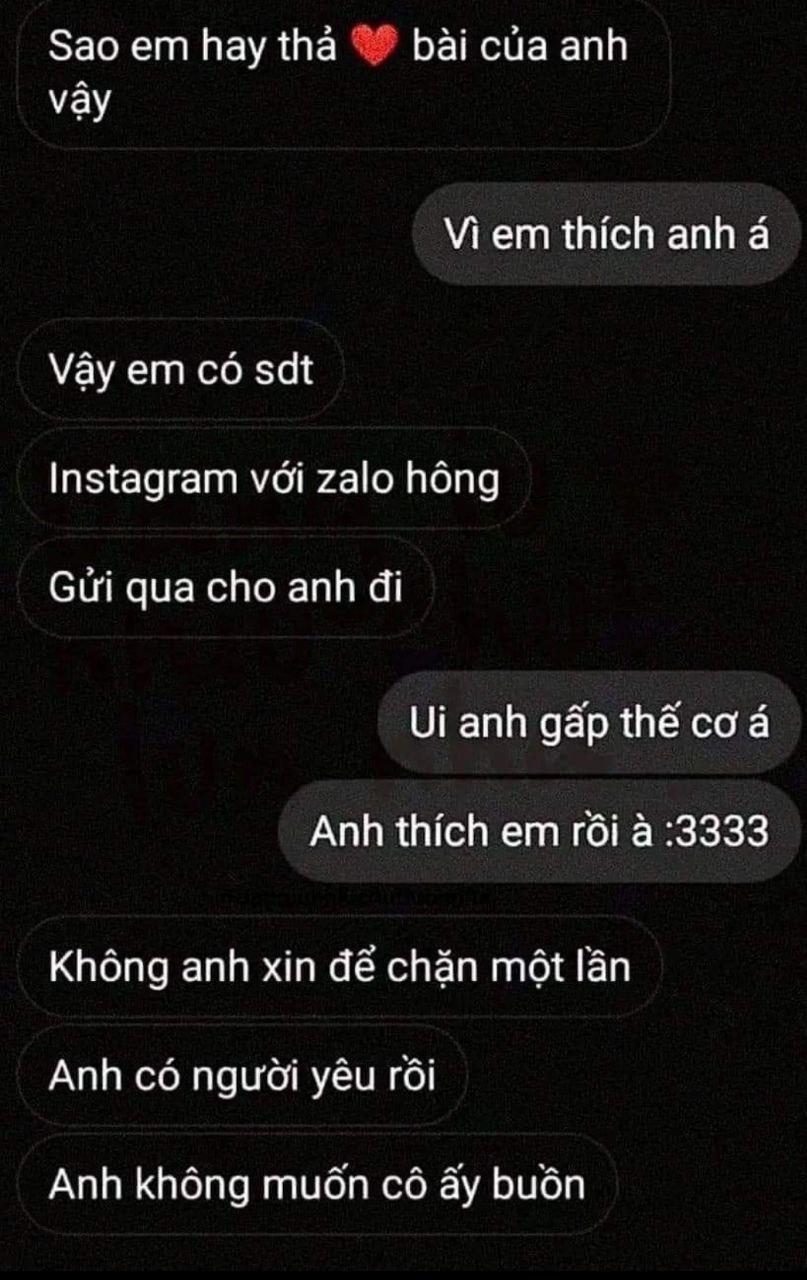 Sao em hay thả ❤️ bài của anh
vậy
Vì em thích anh á
Vậy em có sdt
Instagram với zalo hông
Gửi qua cho anh đi
Ui anh gấp thế cơ á
Anh thích em rồi à :3333
Không anh xin để chặn một lần
Anh có người yêu rồi
Anh không muốn cô ấy buồn